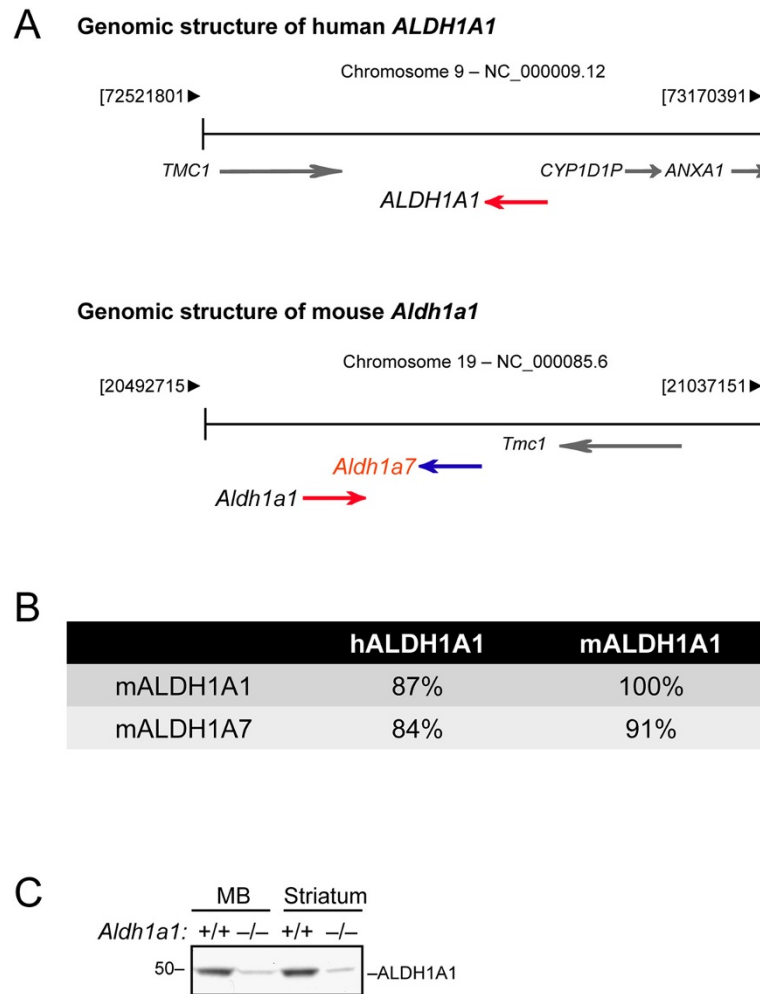 A
Genomic structure of human ALDH1A1
Chromosome 9 – NC_000009.12
[72521801▶ [73170391▶
TMC1 CYP1D1P ANXA1
ALDH1A1
Genomic structure of mouse Aldh1a1
Chromosome 19 – NC_000085.6
[20492715▶ [21037151▶
Tmc1
Aldh1a7
Aldh1a1
B
hALDH1A1 mALDH1A1
mALDH1A1 87% 100%
mALDH1A7 84% 91%
C
MB Striatum
Aldh1a1: +/+ –/– +/+ –/–
50– –ALDH1A1